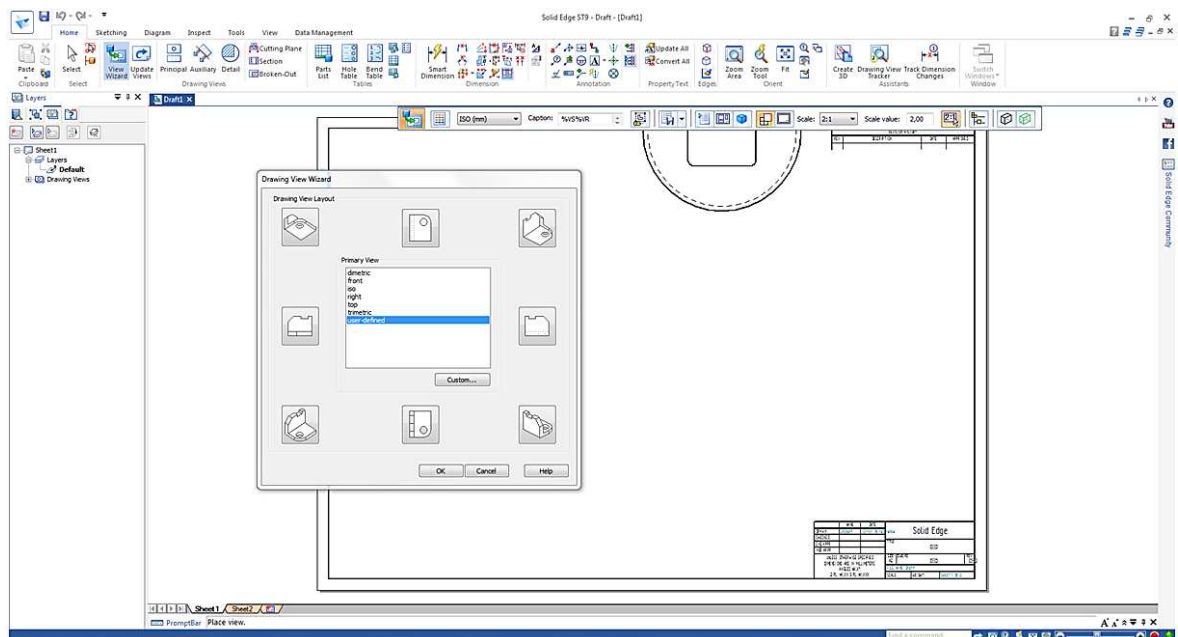 Solid Edge ST9 - Draft - [Draft1]
Home Sketching Diagram Inspect Tools View Data Management
Paste
Select
View Wizard
Update Views
Principal
Auxiliary
Detail
Cutting Plane
Section
Broken-Out
Parts List
Hole Table
Bend Table
Smart Dimension
Update All
Convert All
Zoom Area
Zoom Tool
Fit
Create 3D
Drawing View Tracker
Track Dimension Changes
Switch Windows
Clipboard Select Drawing Views Tables Dimension Annotation Property Text Edges Orient Assistants Window
Layers
Draft1
ISO (mm) Caption: %VS%VR Scale: 2:1 Scale value: 2,00
Sheet1
Layers
Default
Drawing Views
Solid Edge Community
Drawing View Wizard
Drawing View Layout
Primary View
dimetric
front
iso
right
top
trimetric
user-defined
Custom...
OK Cancel Help
Solid Edge
Sheet1 Sheet2
PromptBar Place view.
Find a command